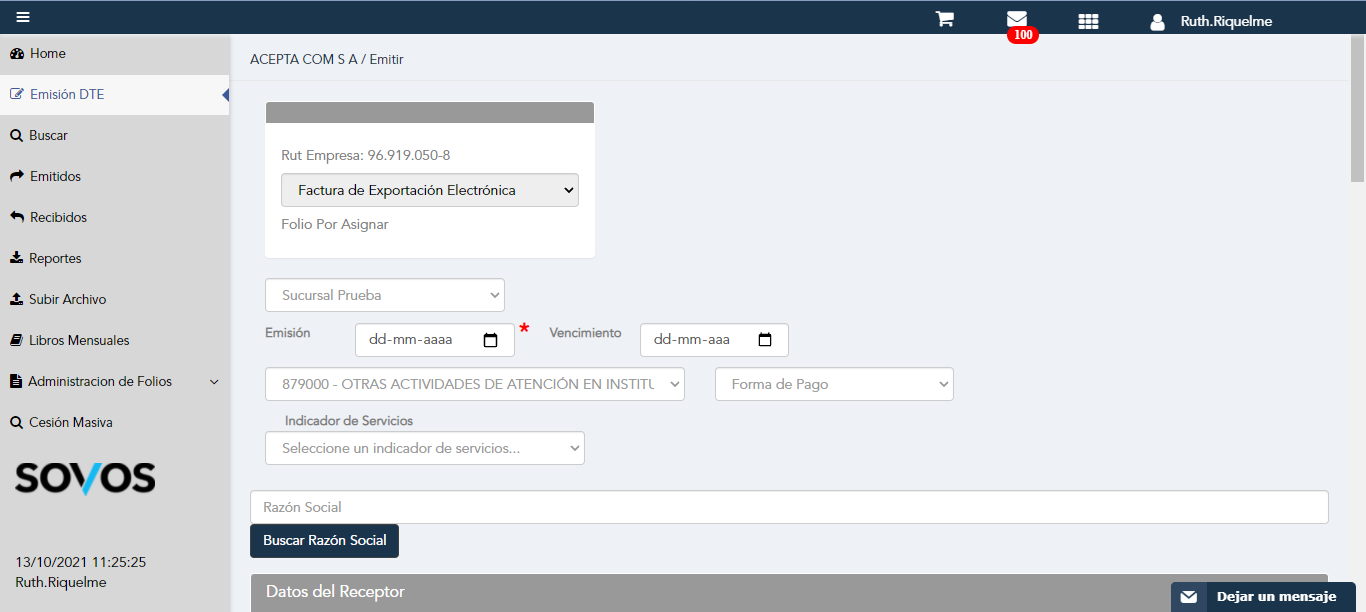 100
Ruth.Riquelme
Home
Emisión DTE
Buscar
Emitidos
Recibidos
Reportes
Subir Archivo
Libros Mensuales
Administracion de Folios
Cesión Masiva
SOVOS
13/10/2021 11:25:25
Ruth.Riquelme
ACEPTA COM S A / Emitir
Rut Empresa: 96.919.050-8
Factura de Exportación Electrónica
Folio Por Asignar
Sucursal Prueba
Emisión dd-mm-aaaa * Vencimiento dd-mm-aaa
879000 - OTRAS ACTIVIDADES DE ATENCIÓN EN INSTITU Forma de Pago
Indicador de Servicios
Seleccione un indicador de servicios...
Razón Social
Buscar Razón Social
Datos del Receptor
Dejar un mensaje